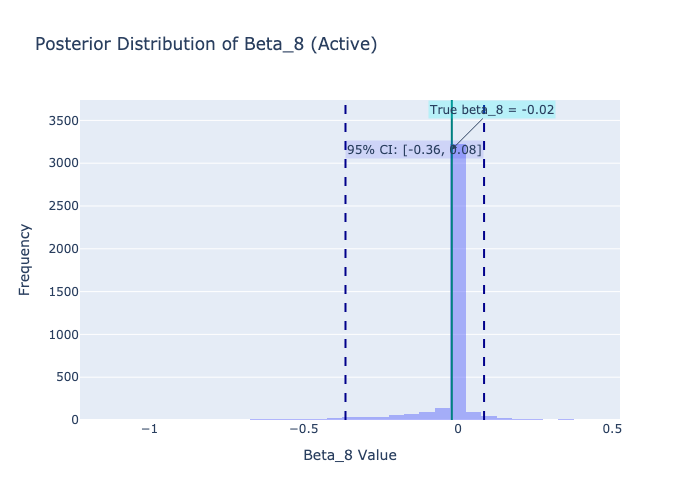 Posterior Distribution of Beta_8 (Active)
True beta_8 = -0.02
95% CI: [-0.36, 0.08]
3500
3000
2500
2000
1500
1000
500
0
Frequency
−1
−0.5
0
0.5
Beta_8 Value